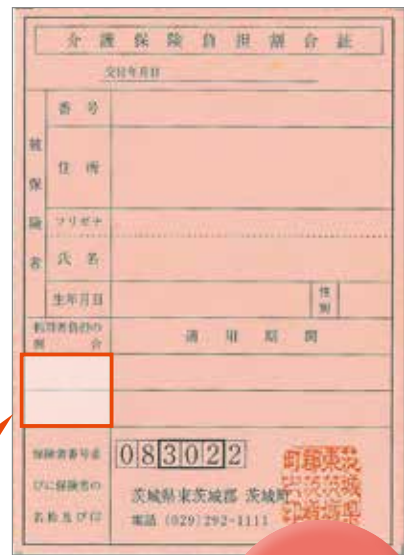 介護保険負担割合証
交付年月日
被保険者
番号
住所
フリガナ
氏名
生年月日
性別
利用者負担の割合
適用期間
保険者番号並びに保険者の名称及び印
083022
茨城県東茨城郡 茨城町
電話 (029)292-1111